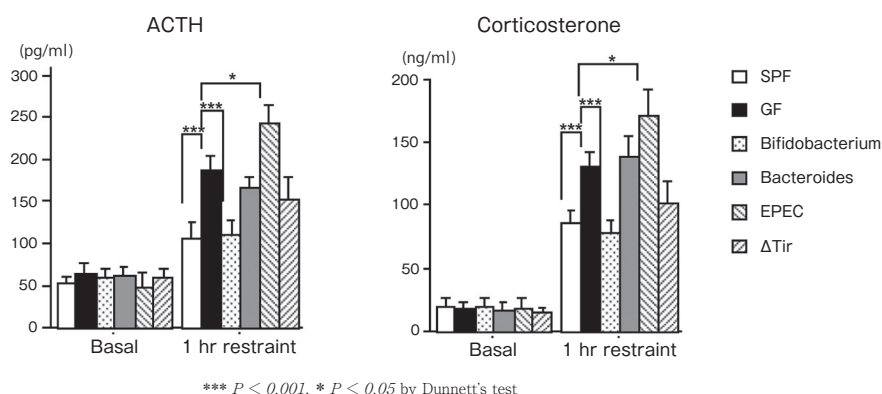 ACTH
(pg/ml)
300
250
200
150
100
50
0
*
***
***
Basal
1 hr restraint
Corticosterone
(ng/ml)
200
150
100
50
0
*
***
***
Basal
1 hr restraint
SPF
GF
Bifidobacterium
Bacteroides
EPEC
ΔTir
*** P < 0.001, * P < 0.05 by Dunnett's test